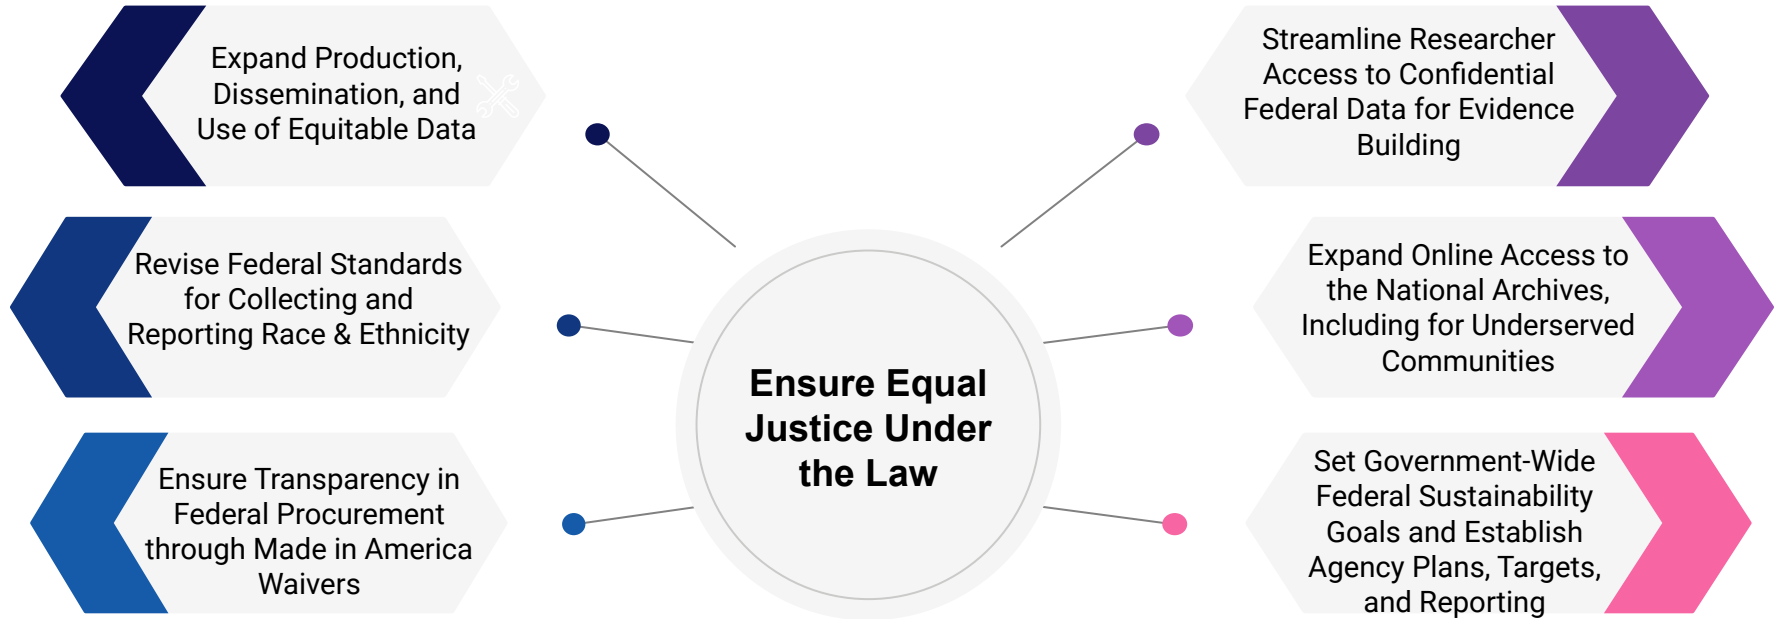 Expand Production,
Dissemination, and
Use of Equitable Data
Revise Federal Standards
for Collecting and
Reporting Race & Ethnicity
Ensure Transparency in
Federal Procurement
through Made in America
Waivers
Ensure Equal
Justice Under
the Law
Streamline Researcher
Access to Confidential
Federal Data for Evidence
Building
Expand Online Access to
the National Archives,
Including for Underserved
Communities
Set Government-Wide
Federal Sustainability
Goals and Establish
Agency Plans, Targets,
and Reporting